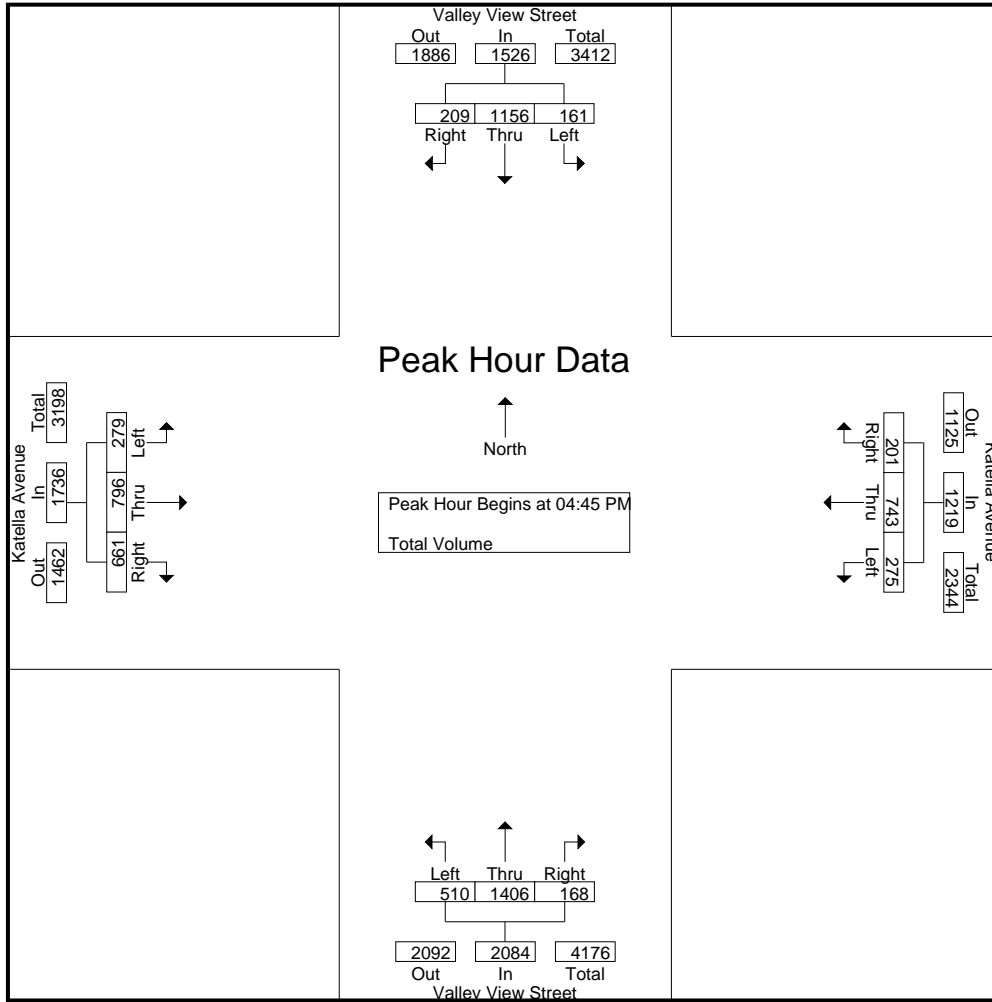 Valley View Street
Out In Total
1886 1526 3412
209 1156 161
Right Thru Left
Peak Hour Data
North
Peak Hour Begins at 04:45 PM
Total Volume
Katella Avenue
Total In Out
3198 1736 1462
279 796 661
Left Thru Right
Katella Avenue
Out In Total
1125 1219 2344
201 743 275
Right Thru Left
Left Thru Right
510 1406 168
2092 2084 4176
Out In Total
Valley View Street